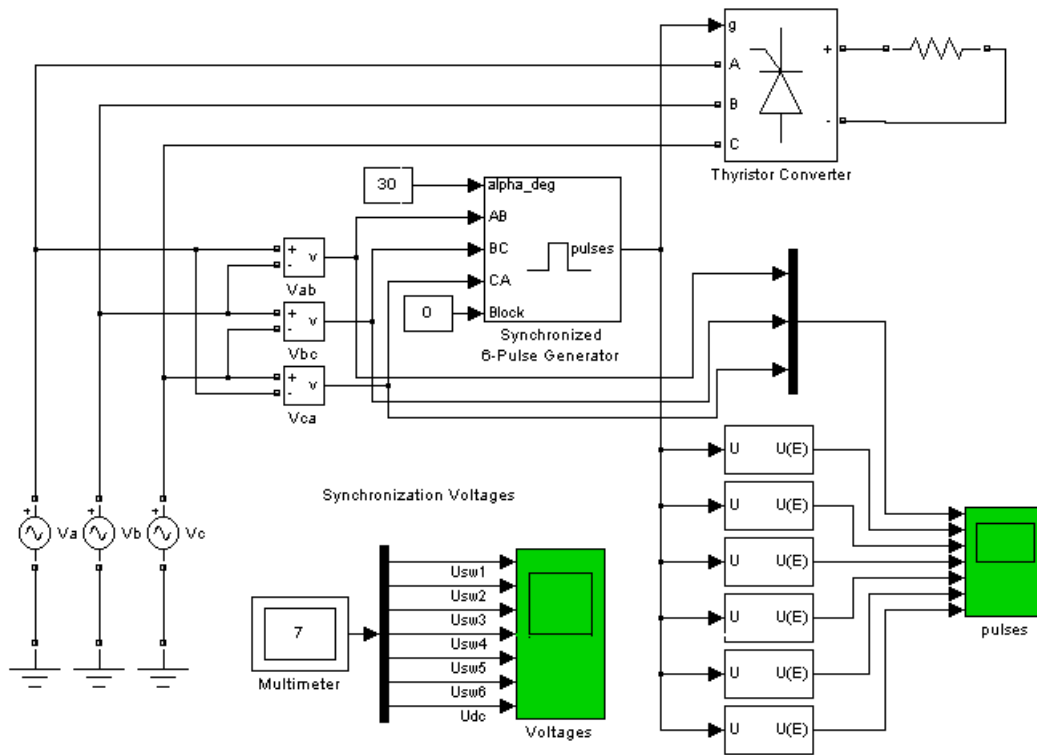 g
A
B
C
+
-
Thyristor Converter
30
alpha_deg
AB
BC
CA
Block
pulses
0
Synchronized
6-Pulse Generator
+
-
v
Vab
+
-
v
Vbc
+
-
v
Vca
U U(E)
U U(E)
U U(E)
U U(E)
U U(E)
U U(E)
pulses
Synchronization Voltages
+
Va
+
Vb
+
Vc
7
Multimeter
Usw1
Usw2
Usw3
Usw4
Usw5
Usw6
Udc
Voltages